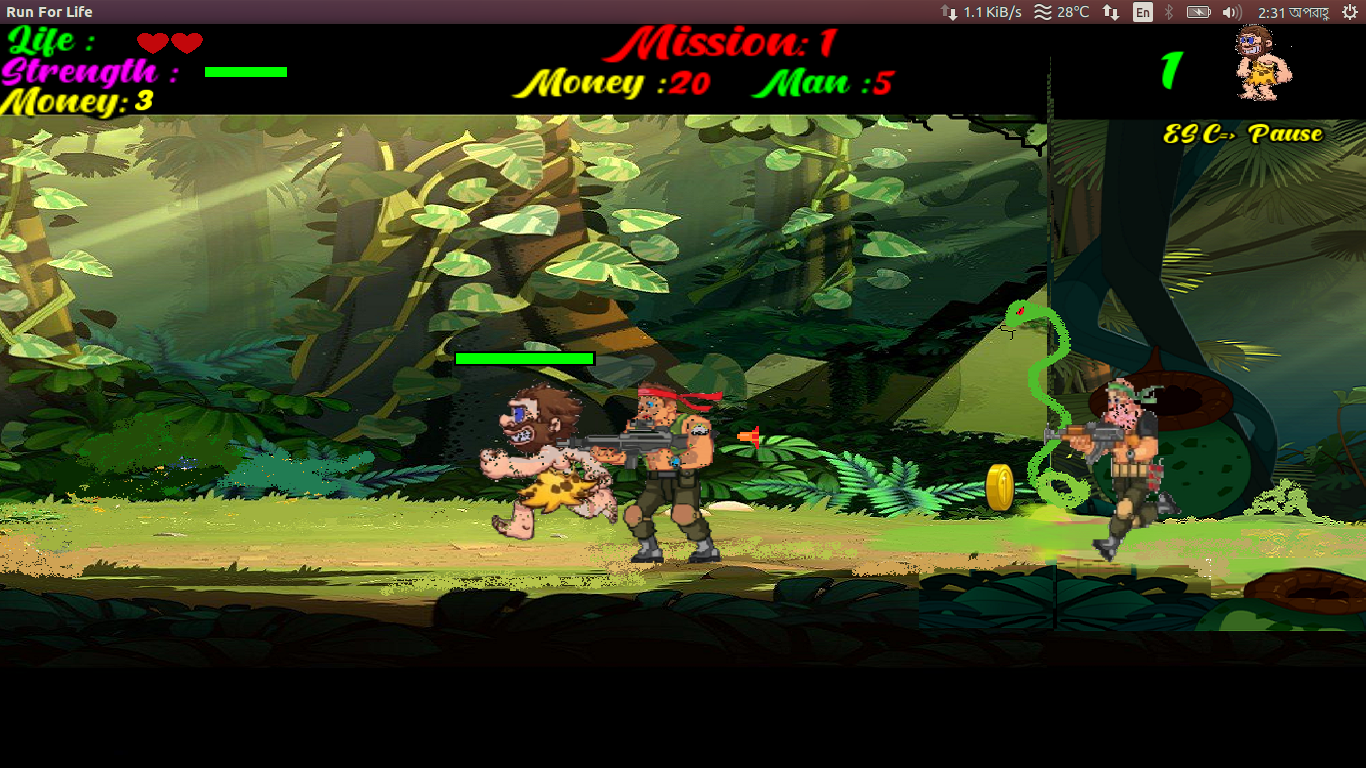 Run For Life
1.1 KiB/s 28°C En 2:31 অপরাহ্ণ
Life :
Strength :
Money: 3
Mission: 1
Money :20 Man :5
1
ESC=> Pause